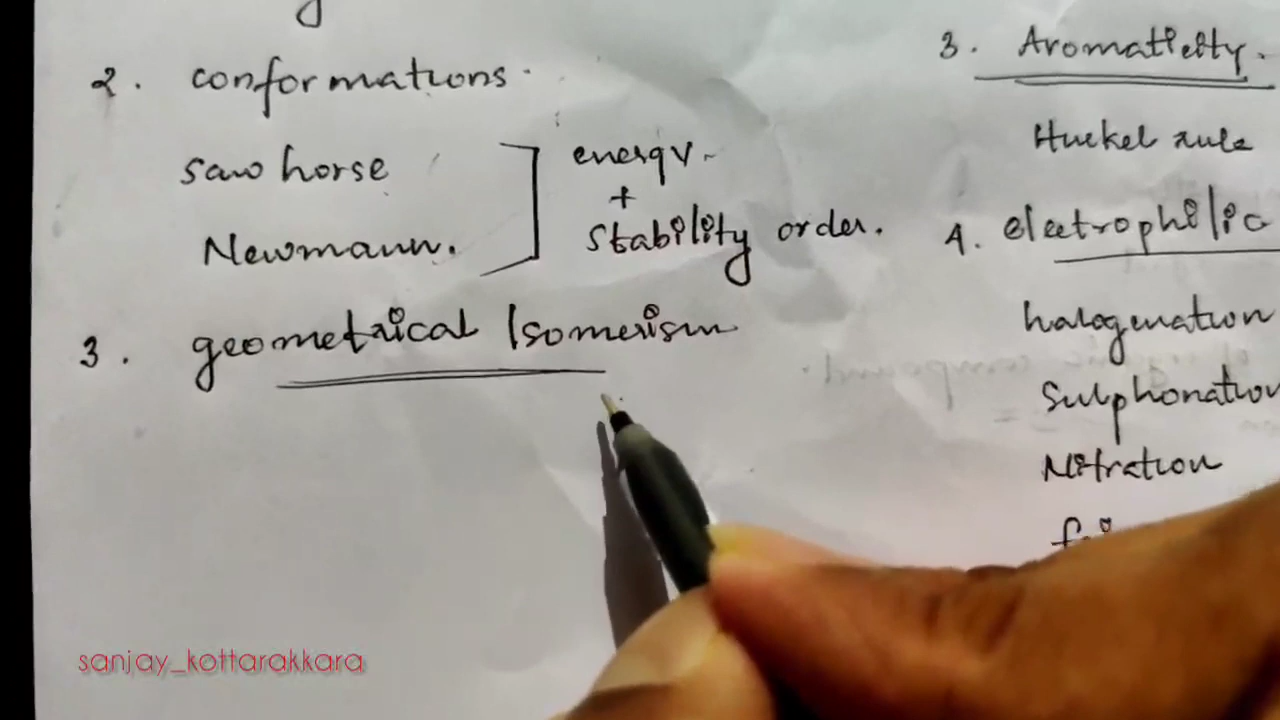 2. conformations.
Saw horse
Newmann.
energy.
+
Stability order.
3. geometrical Isomerism
3. Aromaticity.
Huckel rule
4. electrophilic
halogenation
Sulphonation
Nitration
sanjay_kottarakkara